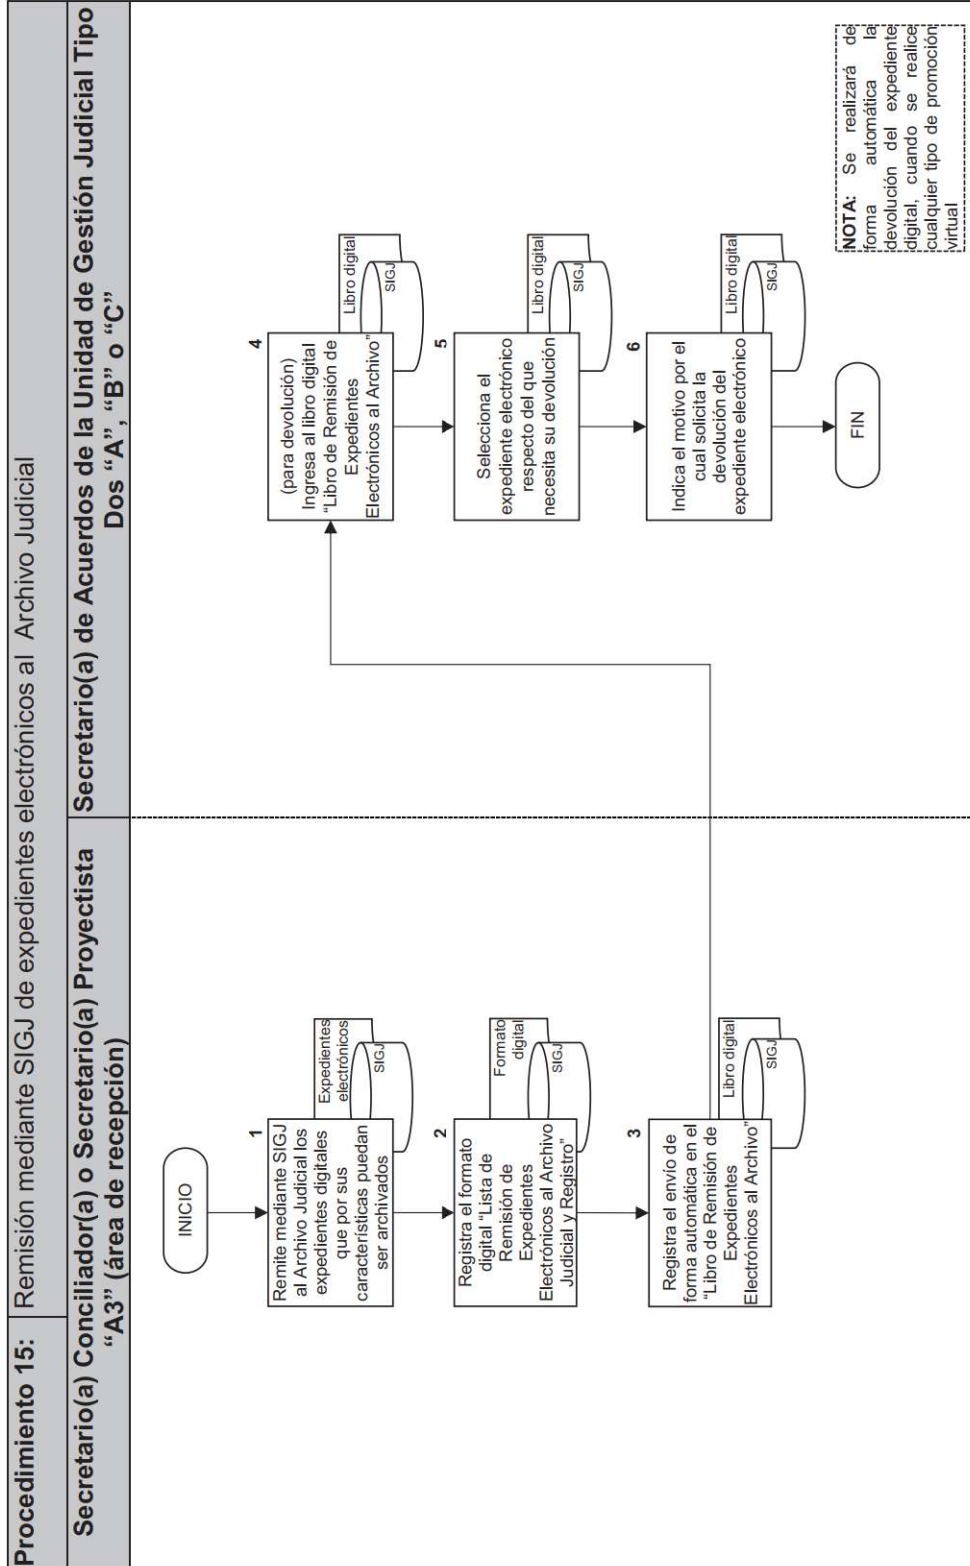 Procedimiento 15:
Remisión mediante SIGJ de expedientes electrónicos al Archivo Judicial
Secretario(a) Conciliador(a) o Secretario(a) Proyectista
“A3” (área de recepción)
Secretario(a) de Acuerdos de la Unidad de Gestión Judicial Tipo
Dos “A”, “B” o “C”
INICIO
1
Remite mediante SIGJ
al Archivo Judicial los
expedientes digitales
que por sus
características puedan
ser archivados
Expedientes
electrónicos
SIGJ
2
Registra el formato
digital “Lista de
Remisión de
Expedientes
Electrónicos al Archivo
Judicial y Registro”
Formato
digital
SIGJ
3
Registra el envío de
forma automática en el
“Libro de Remisión de
Expedientes
Electrónicos al Archivo”
Libro digital
SIGJ
4
(para devolución)
Ingresa al libro digital
“Libro de Remisión de
Expedientes
Electrónicos al Archivo”
Libro digital
SIGJ
5
Selecciona el
expediente electrónico
respecto del que
necesita su devolución
Libro digital
SIGJ
6
Indica el motivo por el
cual solicita la
devolución del
expediente electrónico
Libro digital
SIGJ
FIN
NOTA: Se realizará de
forma automática la
devolución del expediente
digital, cuando se realice
cualquier tipo de promoción
virtual